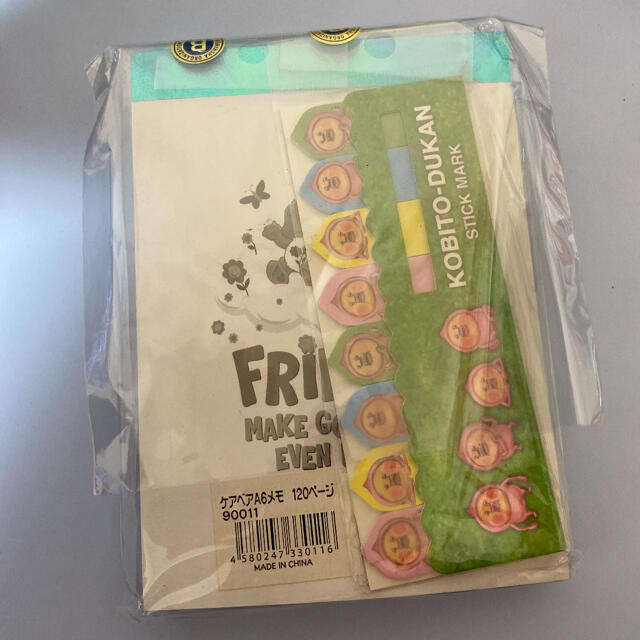 KOBITO-DUKAN
STICK MARK
FRI
MAKE G
EVEN
ケアベアA6メモ 120ページ
90011
4 580247 330116
MADE IN CHINA